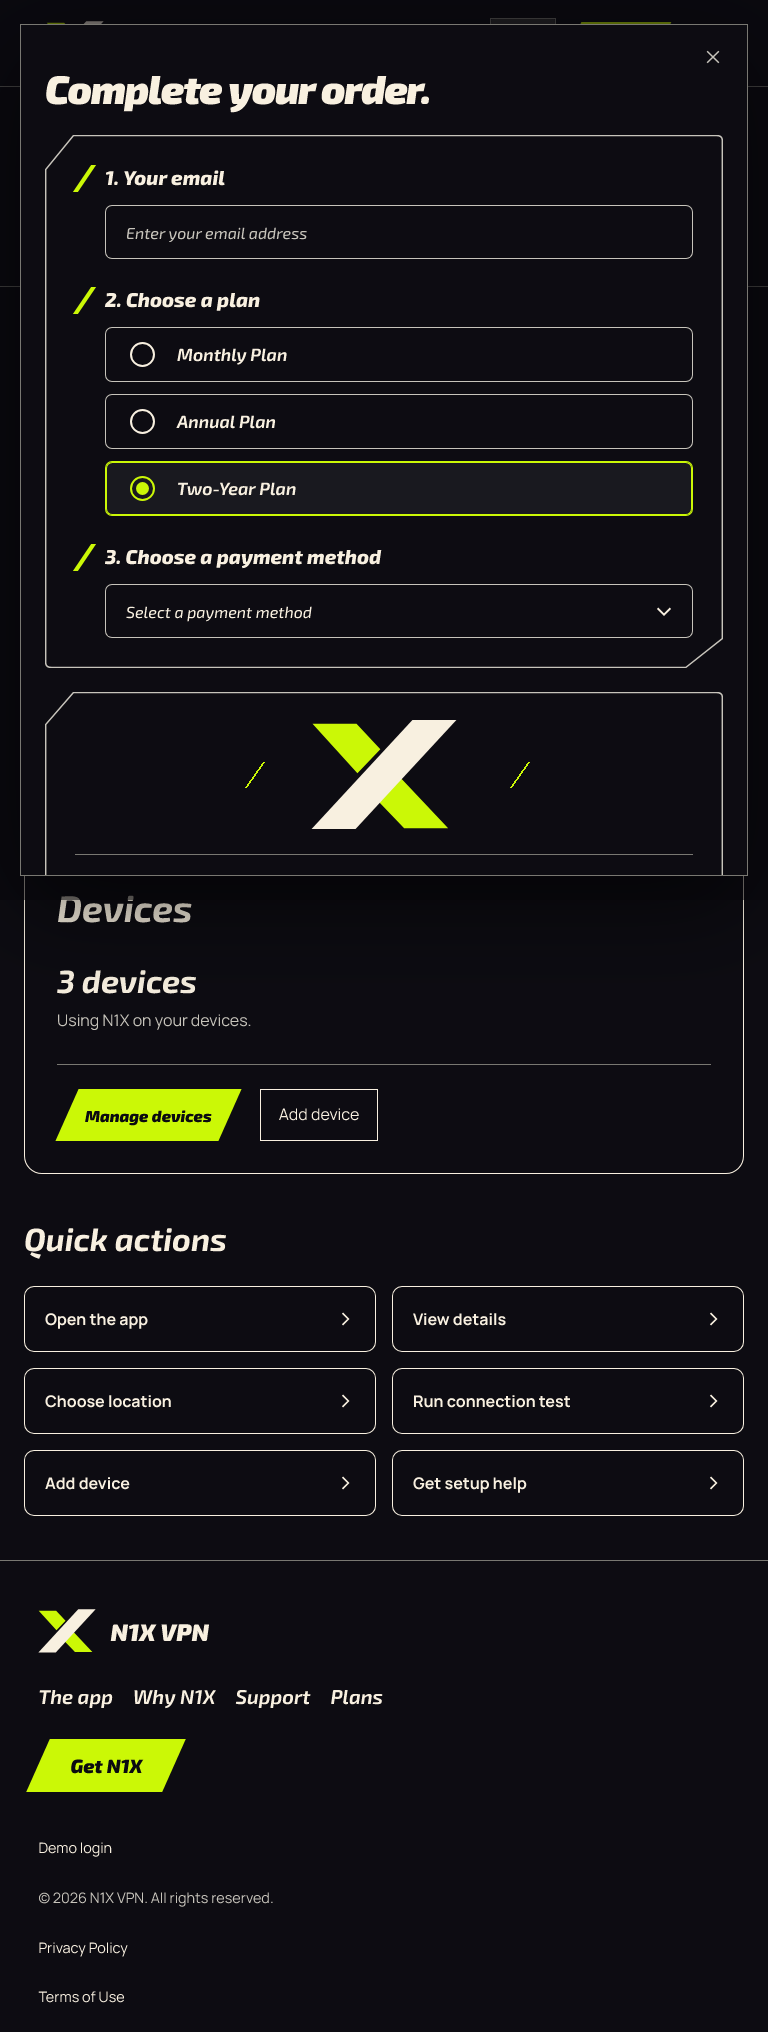 Complete your order.
1. Your email
Enter your email address
2. Choose a plan
Monthly Plan
Annual Plan
Two-Year Plan
3. Choose a payment method
Select a payment method
Devices
3 devices
Using N1X on your devices.
Manage devices
Add device
Quick actions
Open the app
View details
Choose location
Run connection test
Add device
Get setup help
N1X VPN
The app Why N1X Support Plans
Get N1X
Demo login
© 2026 N1X VPN. All rights reserved.
Privacy Policy
Terms of Use